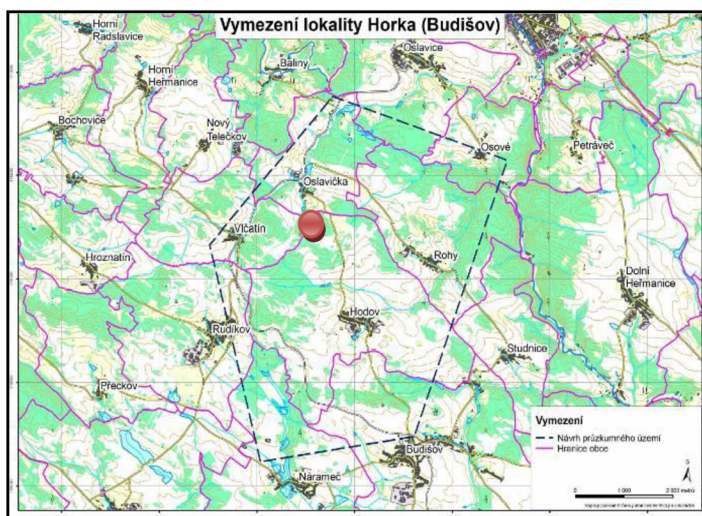 Vymezení lokality Horka (Budišov)
Horní
Radslavice
Oslavice
Baliny
Horní
Heřmanice
Bochovice
Nový
Telečkov
Osové
Petráveč
Oslavička
Vlčatín
Hroznatín
Rohy
Dolní
Heřmanice
Hodov
Rudíkov
Studnice
Přeckov
Budišov
Nárameč
Vymezení
Návrh průzkumného území
Hranice obce
0
1 000
2 000 metrů